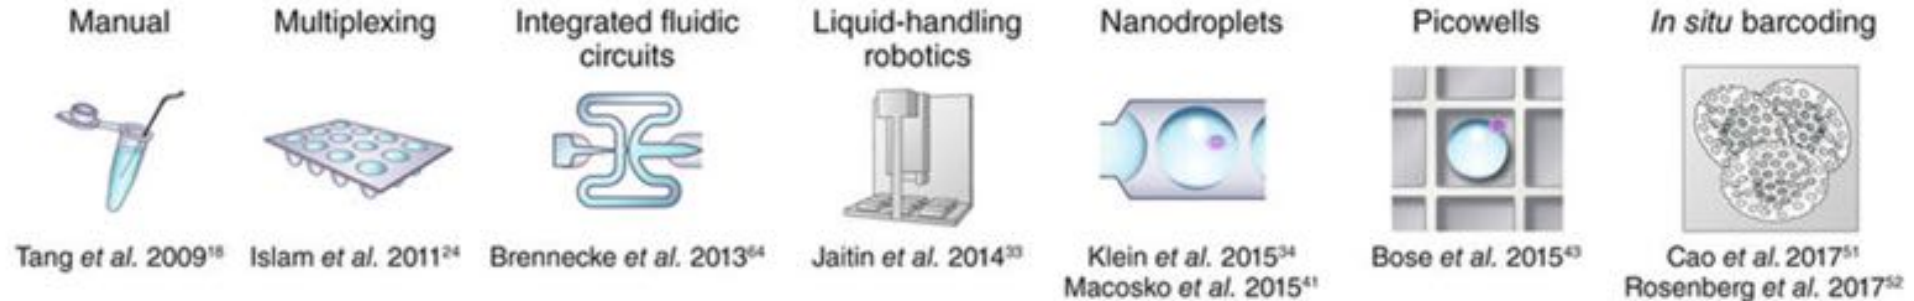 Manual
Multiplexing
Integrated fluidic
circuits
Liquid-handling
robotics
Nanodroplets
Picowells
In situ barcoding
Tang et al. 2009¹⁸
Islam et al. 2011²⁴
Brennecke et al. 2013⁶⁴
Jaitin et al. 2014³³
Klein et al. 2015³⁴
Macosko et al. 2015⁴¹
Bose et al. 2015⁴³
Cao et al. 2017⁵¹
Rosenberg et al. 2017⁵²